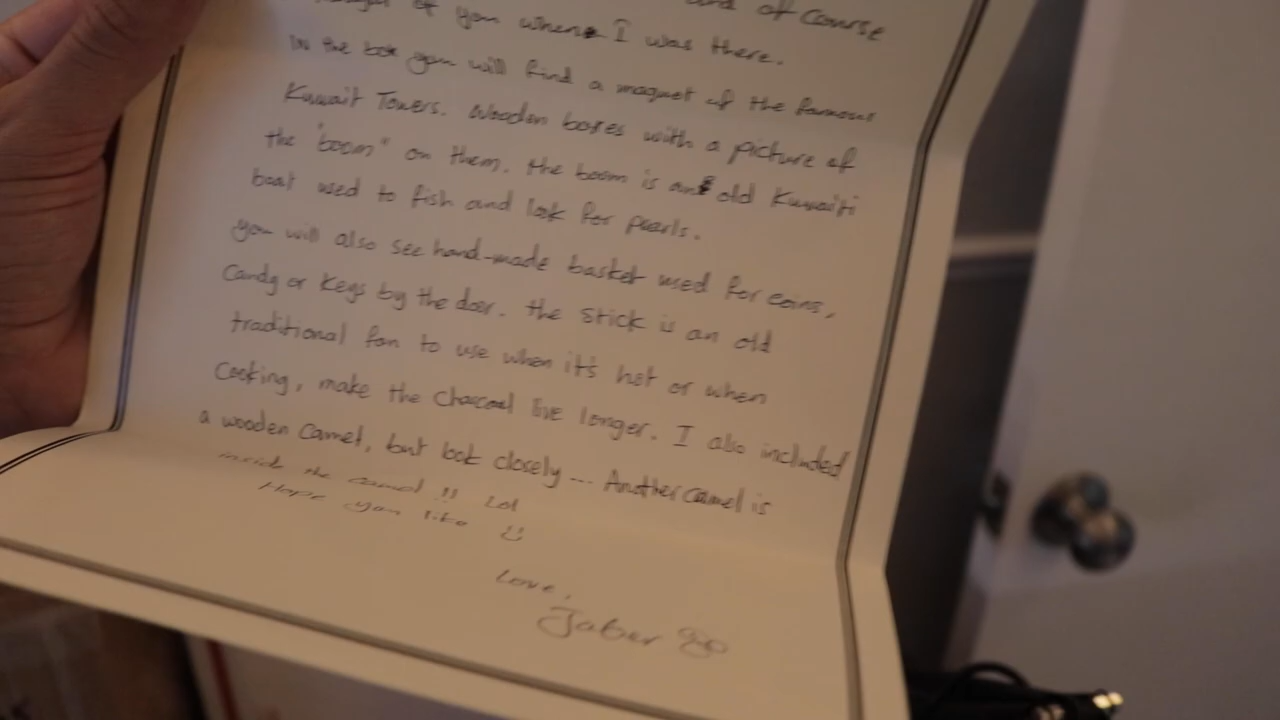 and of course
of you when I was there.
In the box you will find a magnet of the famous
Kuwait Towers. Wooden boxes with a picture of
the "boom" on them. the boom is an old Kuwaiti
boat used to fish and look for pearls.
you will also see hand-made basket used for coins,
Candy or Keys by the door. the Stick is an old
traditional fan to use when it's hot or when
Cooking, make the Charcoal live longer. I also included
a wooden Camel, but look closely --- Another camel is
inside the camel !! Lol
Hope you like
Love,
Jaber